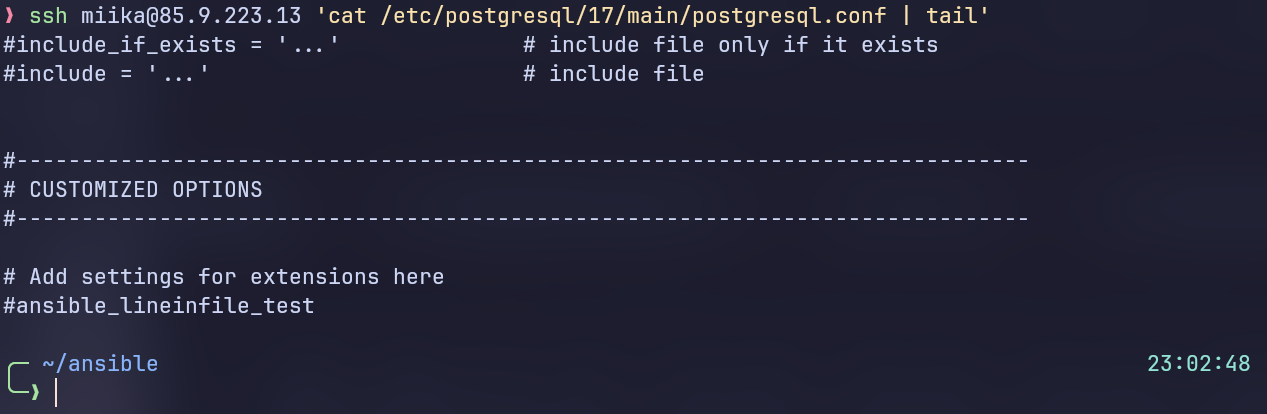 ❯ ssh miika@85.9.223.13 'cat /etc/postgresql/17/main/postgresql.conf | tail'
#include_if_exists = '...'              # include file only if it exists
#include = '...'                        # include file
#------------------------------------------------------------------------------
# CUSTOMIZED OPTIONS
#------------------------------------------------------------------------------
# Add settings for extensions here
#ansible_lineinfile_test
~/ansible 23:02:48
❯